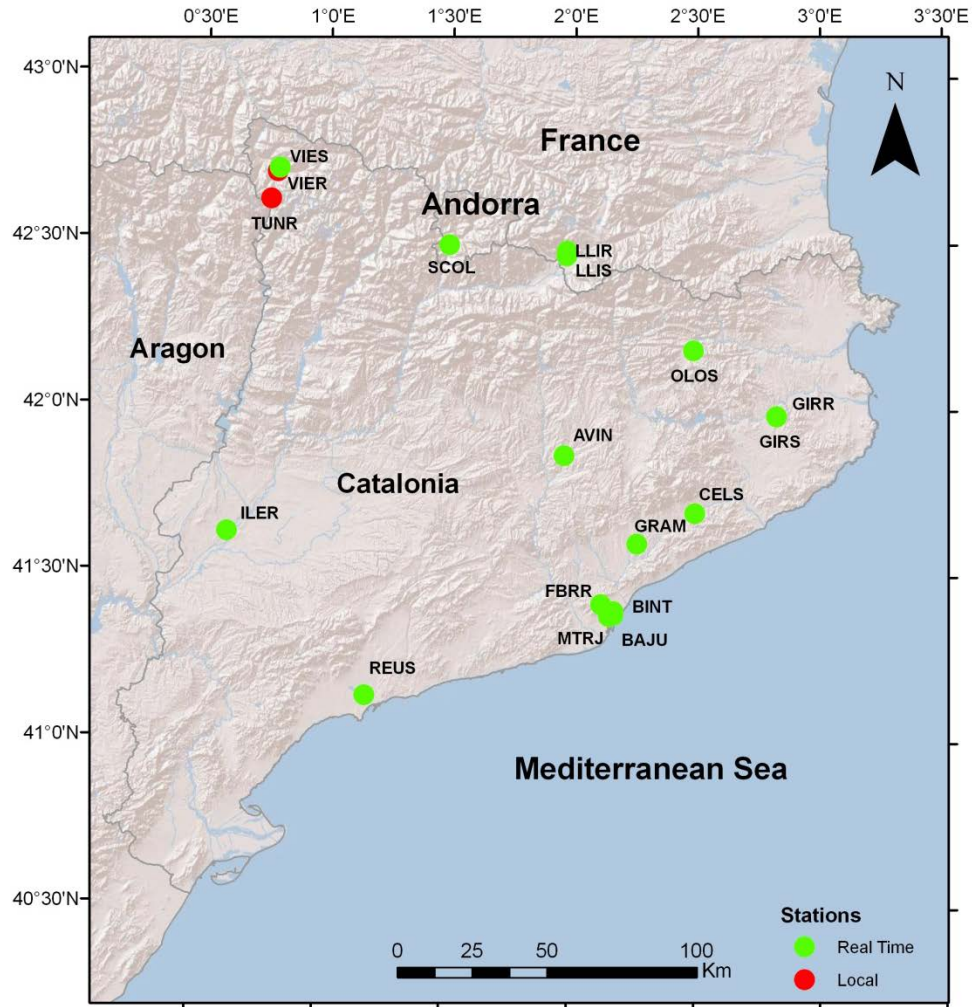 0°30'E 1°0'E 1°30'E 2°0'E 2°30'E 3°0'E 3°30'E
43°0'N
France
VIES
VIER
Andorra
TUNR
42°30'N
LLIR
SCOL
LLIS
Aragon
OLOS
42°0'N
GIRR
GIRS
AVIN
Catalonia
CELS
ILER
GRAM
41°30'N
FBRR
BINT
MTRJ
BAJU
REUS
41°0'N
Mediterranean Sea
40°30'N
N
Stations
Real Time
Local
0 25 50 100
Km